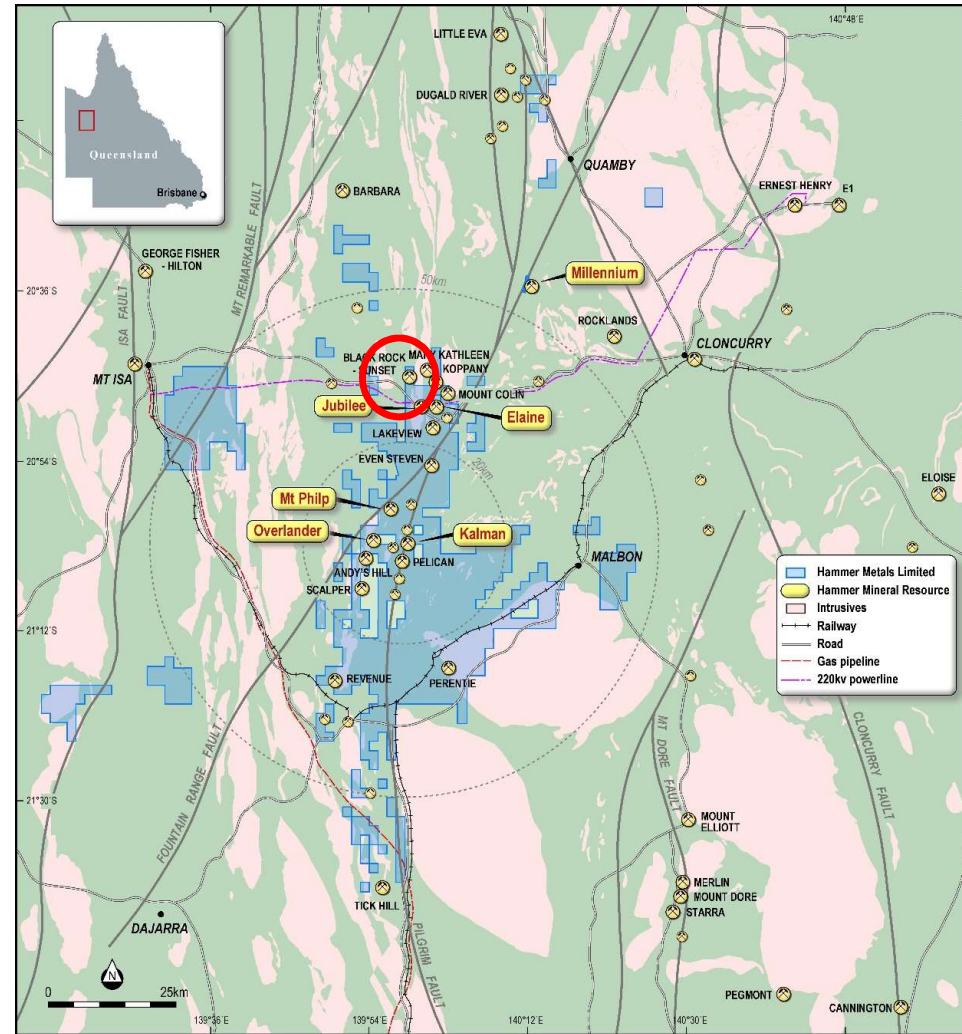 140°48'E
LITTLE EVA
DUGALD RIVER
QUAMBY
Queensland
Brisbane
BARBARA
ERNEST HENRY
E1
MT REMARKABLE FAULT
GEORGE FISHER
- HILTON
ISA FAULT
Millennium
20°36'S
50km
ROCKLANDS
CLONCURRY
BLACK ROCK
- SUNSET
MARY KATHLEEN
KOPPANY
MT ISA
MOUNT COLIN
Jubilee
Elaine
LAKEVIEW
20°54'S
EVEN STEVEN
20km
ELOISE
Mt Philp
Overlander
Kalman
MALBON
PELICAN
ANDY'S HILL
SCALPER
Hammer Metals Limited
Hammer Mineral Resource
Intrusives
Railway
Road
Gas pipeline
220kv powerline
21°12'S
REVENUE
PERENTIE
FOUNTAIN RANGE FAULT
MT DORE FAULT
CLONCURRY FAULT
21°30'S
MOUNT
ELLIOTT
MERLIN
MOUNT DORE
STARRA
TICK HILL
DAJARRA
PILGRIM FAULT
N
0 25km
PEGMONT
CANNINGTON
139°36'E 139°54'E 140°12'E 140°30'E